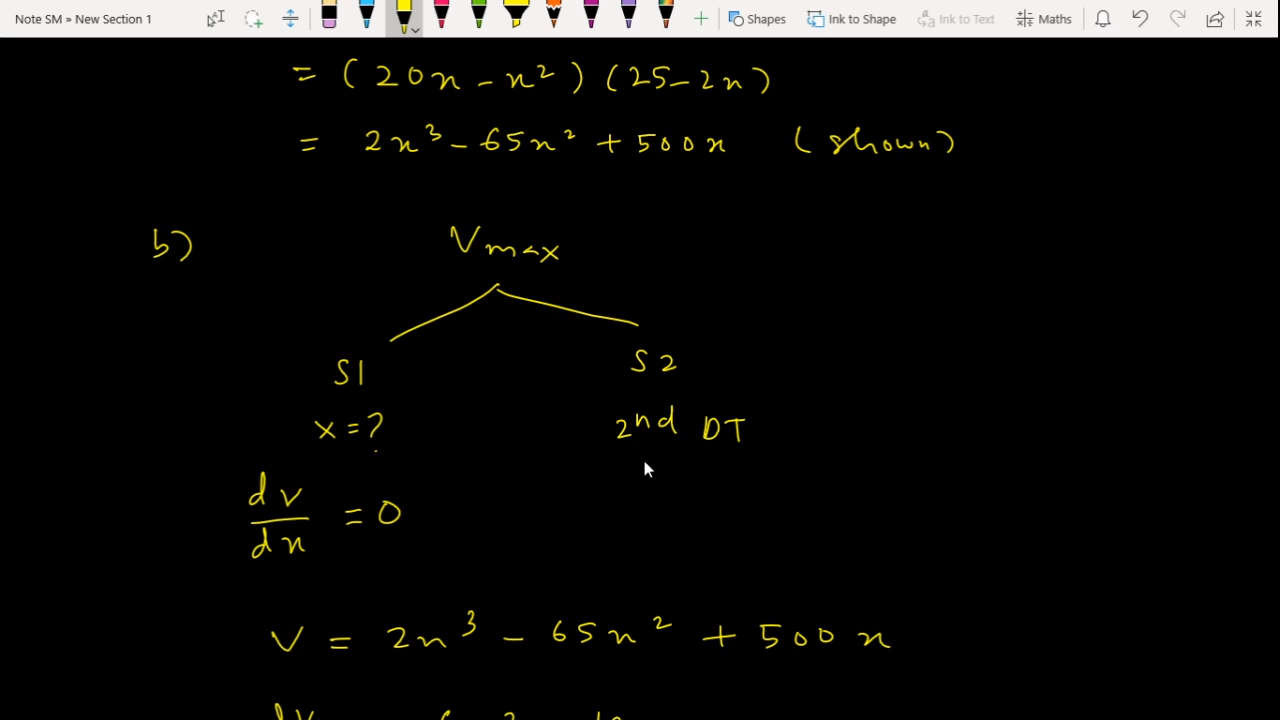 Note SM » New Section 1
Shapes Ink to Shape Ink to Text Maths
= (20x - x²) (25-2x)
= 2x³ - 65x² + 500x (shown)
b) Vmax
S1 S2
x = ? 2nd DT
dv/dx = 0
V = 2x³ - 65x² + 500x